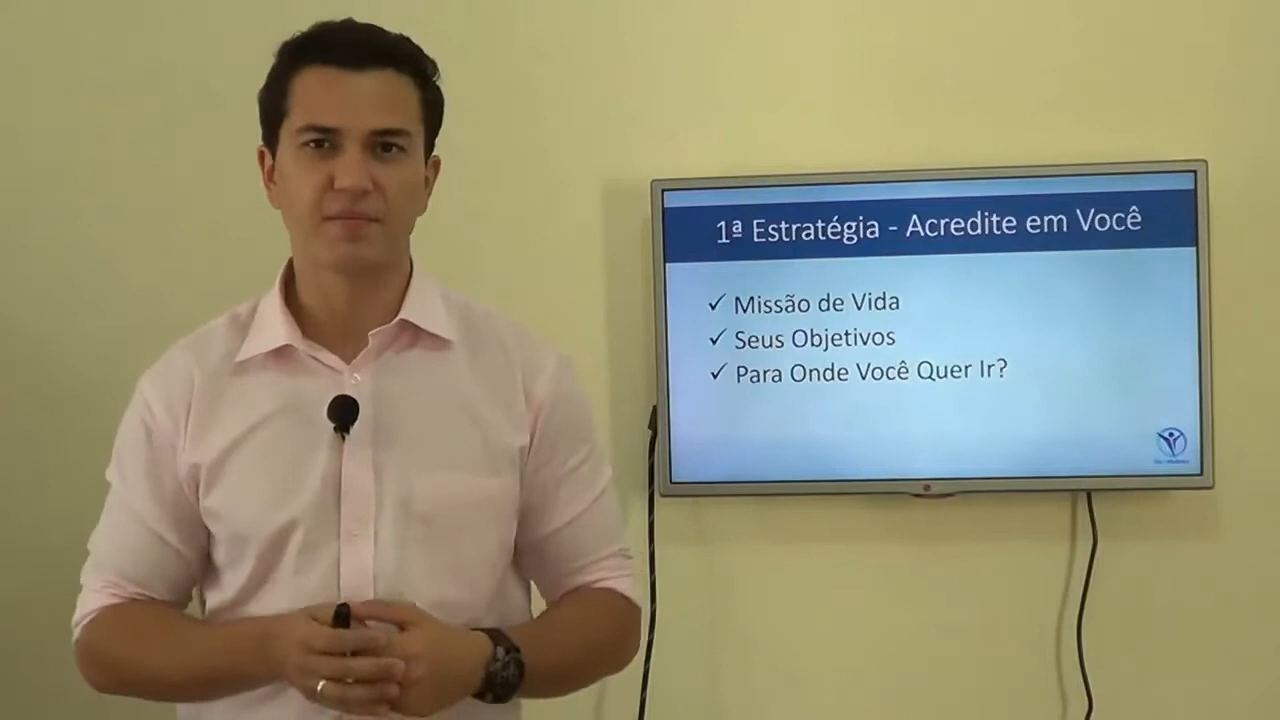 1ª Estratégia - Acredite em Você
✓ Missão de Vida
✓ Seus Objetivos
✓ Para Onde Você Quer Ir?